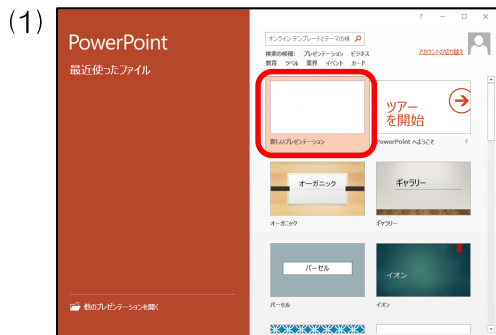 (1)
PowerPoint
最近使ったファイル
他のプレゼンテーションを開く
? − □ ×
オンライン テンプレートとテーマの検
検索の候補: プレゼンテーション ビジネス
教育 ラベル 業界 イベント カード
アカウントの切り替え
新しいプレゼンテーション
ツアー
を開始
PowerPoint へようこそ
オーガニック
オーガニック
ギャラリー
ギャラリー
パーセル
パーセル
イオン
イオン